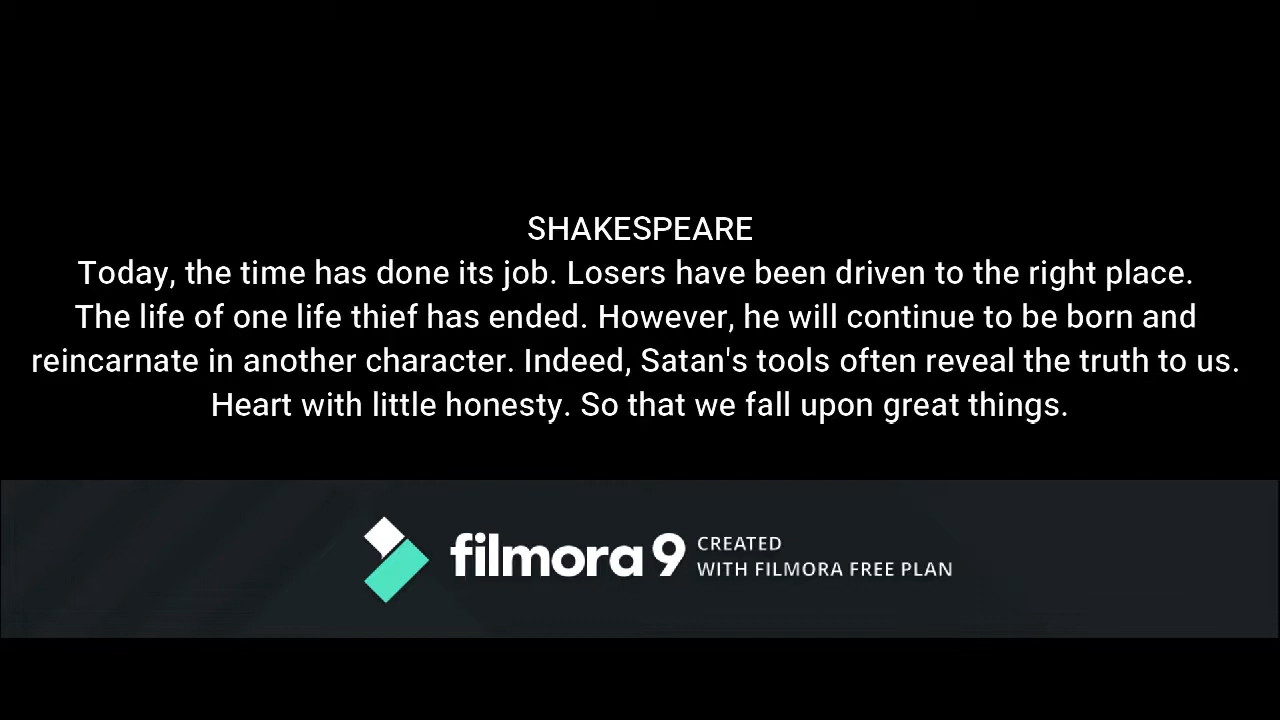 SHAKESPEARE
Today, the time has done its job. Losers have been driven to the right place.
The life of one life thief has ended. However, he will continue to be born and
reincarnate in another character. Indeed, Satan's tools often reveal the truth to us.
Heart with little honesty. So that we fall upon great things.
filmora 9
CREATED
WITH FILMORA FREE PLAN